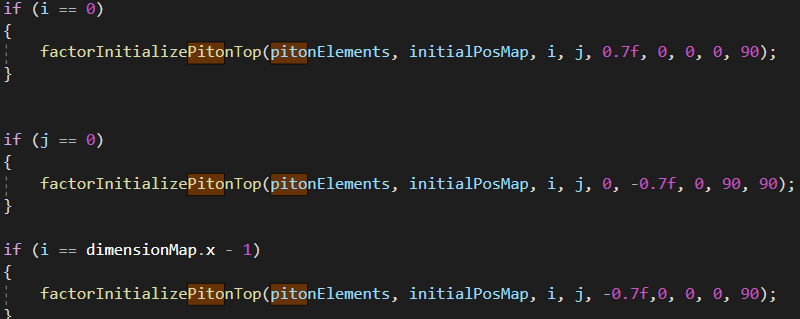 if (i == 0)
{
factorInitializePitonTop(pitonElements, initialPosMap, i, j, 0.7f, 0, 0, 0, 90);
}
if (j == 0)
{
factorInitializePitonTop(pitonElements, initialPosMap, i, j, 0, -0.7f, 0, 90, 90);
}
if (i == dimensionMap.x - 1)
{
factorInitializePitonTop(pitonElements, initialPosMap, i, j, -0.7f,0, 0, 0, 90);
}